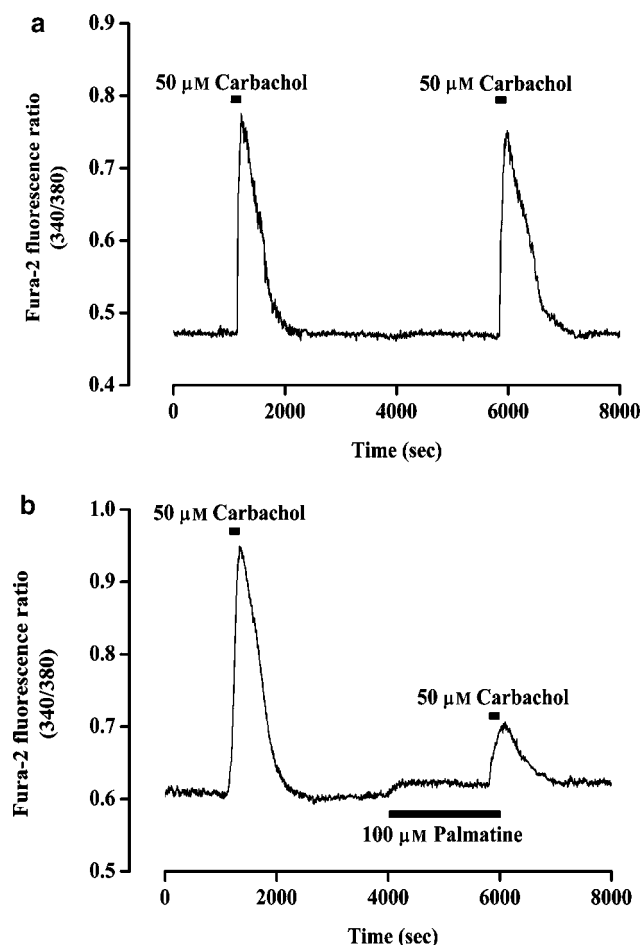 a
0.9
50 μM Carbachol 50 μM Carbachol
0.8
0.7
0.6
0.5
0.4
Fura-2 fluorescence ratio
(340/380)
0 2000 4000 6000 8000
Time (sec)
b
1.0
50 μM Carbachol
0.9
0.8
50 μM Carbachol
0.7
0.6
100 μM Palmatine
0.5
Fura-2 fluorescence ratio
(340/380)
0 2000 4000 6000 8000
Time (sec)